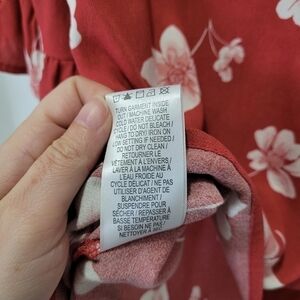 TURN GARMENT INSIDE
OUT / MACHINE WASH
COLD WATER DELICATE
CYCLE / DO NOT BLEACH /
HANG TO DRY/ IRON ON
LOW SETTING IF NEEDED /
DO NOT DRY CLEAN /
RETOURNER LE
VÊTEMENT À L'ENVERS /
LAVER À LA MACHINE À
L'EAU FROIDE AU
CYCLE DÉLICAT / NE PAS
UTILISER D'AGENT DE
BLANCHIMENT /
SUSPENDRE POUR
SÉCHER / REPASSER À
BASSE TEMPÉRATURE
SI BESOIN / NE PAS
NETTOYER À